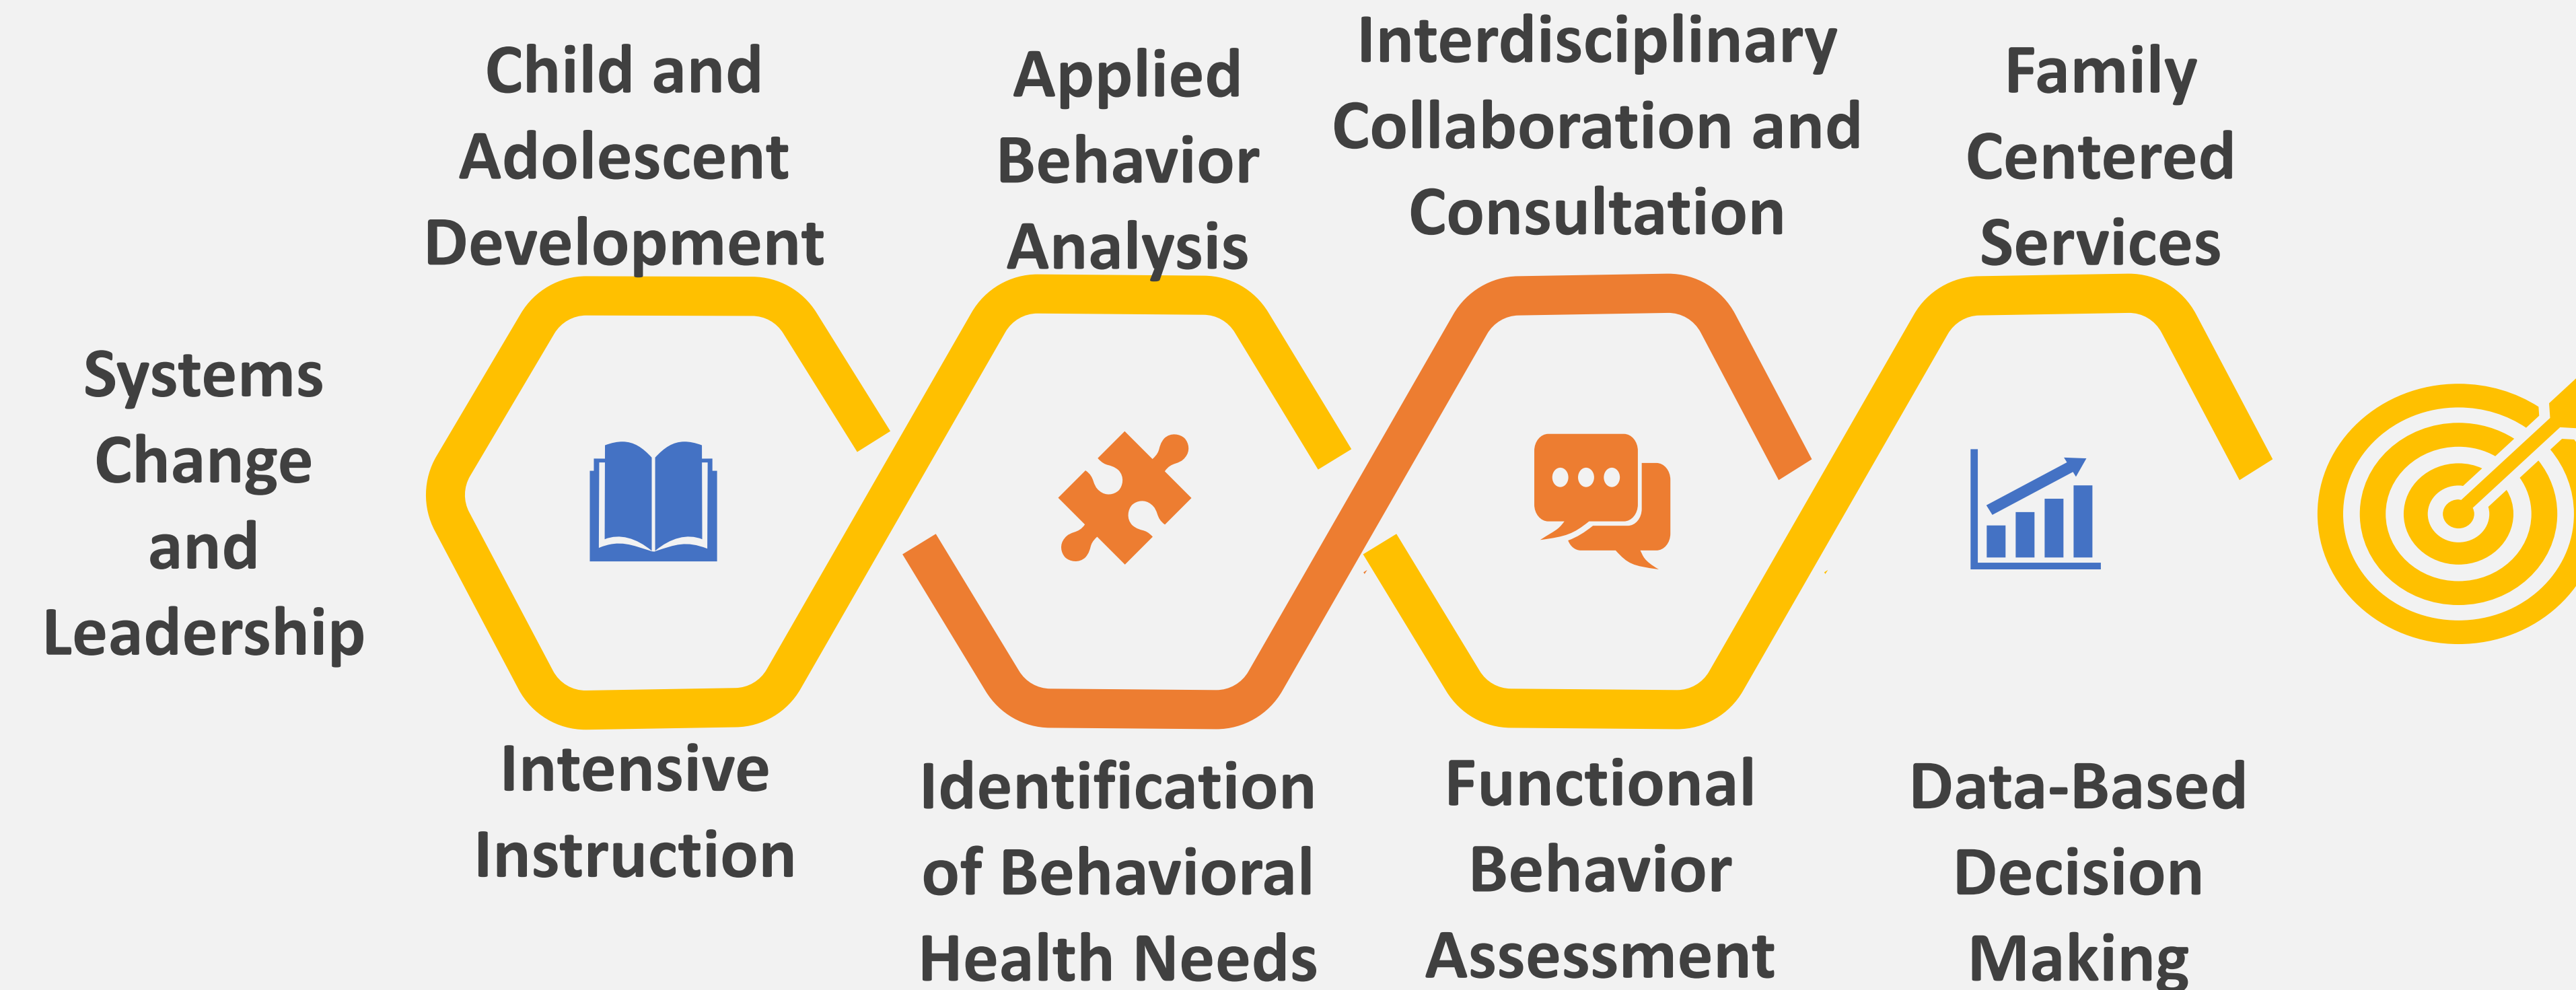 Systems
Change
and
Leadership
Child and
Adolescent
Development
Applied
Behavior
Analysis
Interdisciplinary
Collaboration and
Consultation
Family
Centered
Services
Intensive
Instruction
Identification
of Behavioral
Health Needs
Functional
Behavior
Assessment
Data-Based
Decision
Making